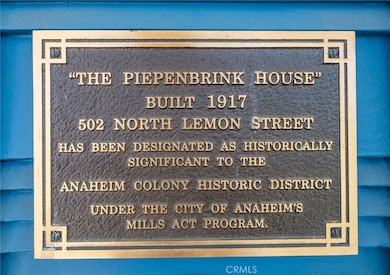 "THE PIEPENBRINK HOUSE"
BUILT 1917
502 NORTH LEMON STREET
HAS BEEN DESIGNATED AS HISTORICALLY
SIGNIFICANT TO THE
ANAHEIM COLONY HISTORIC DISTRICT
UNDER THE CITY OF ANAHEIM'S
MILLS ACT PROGRAM.
CRMLS